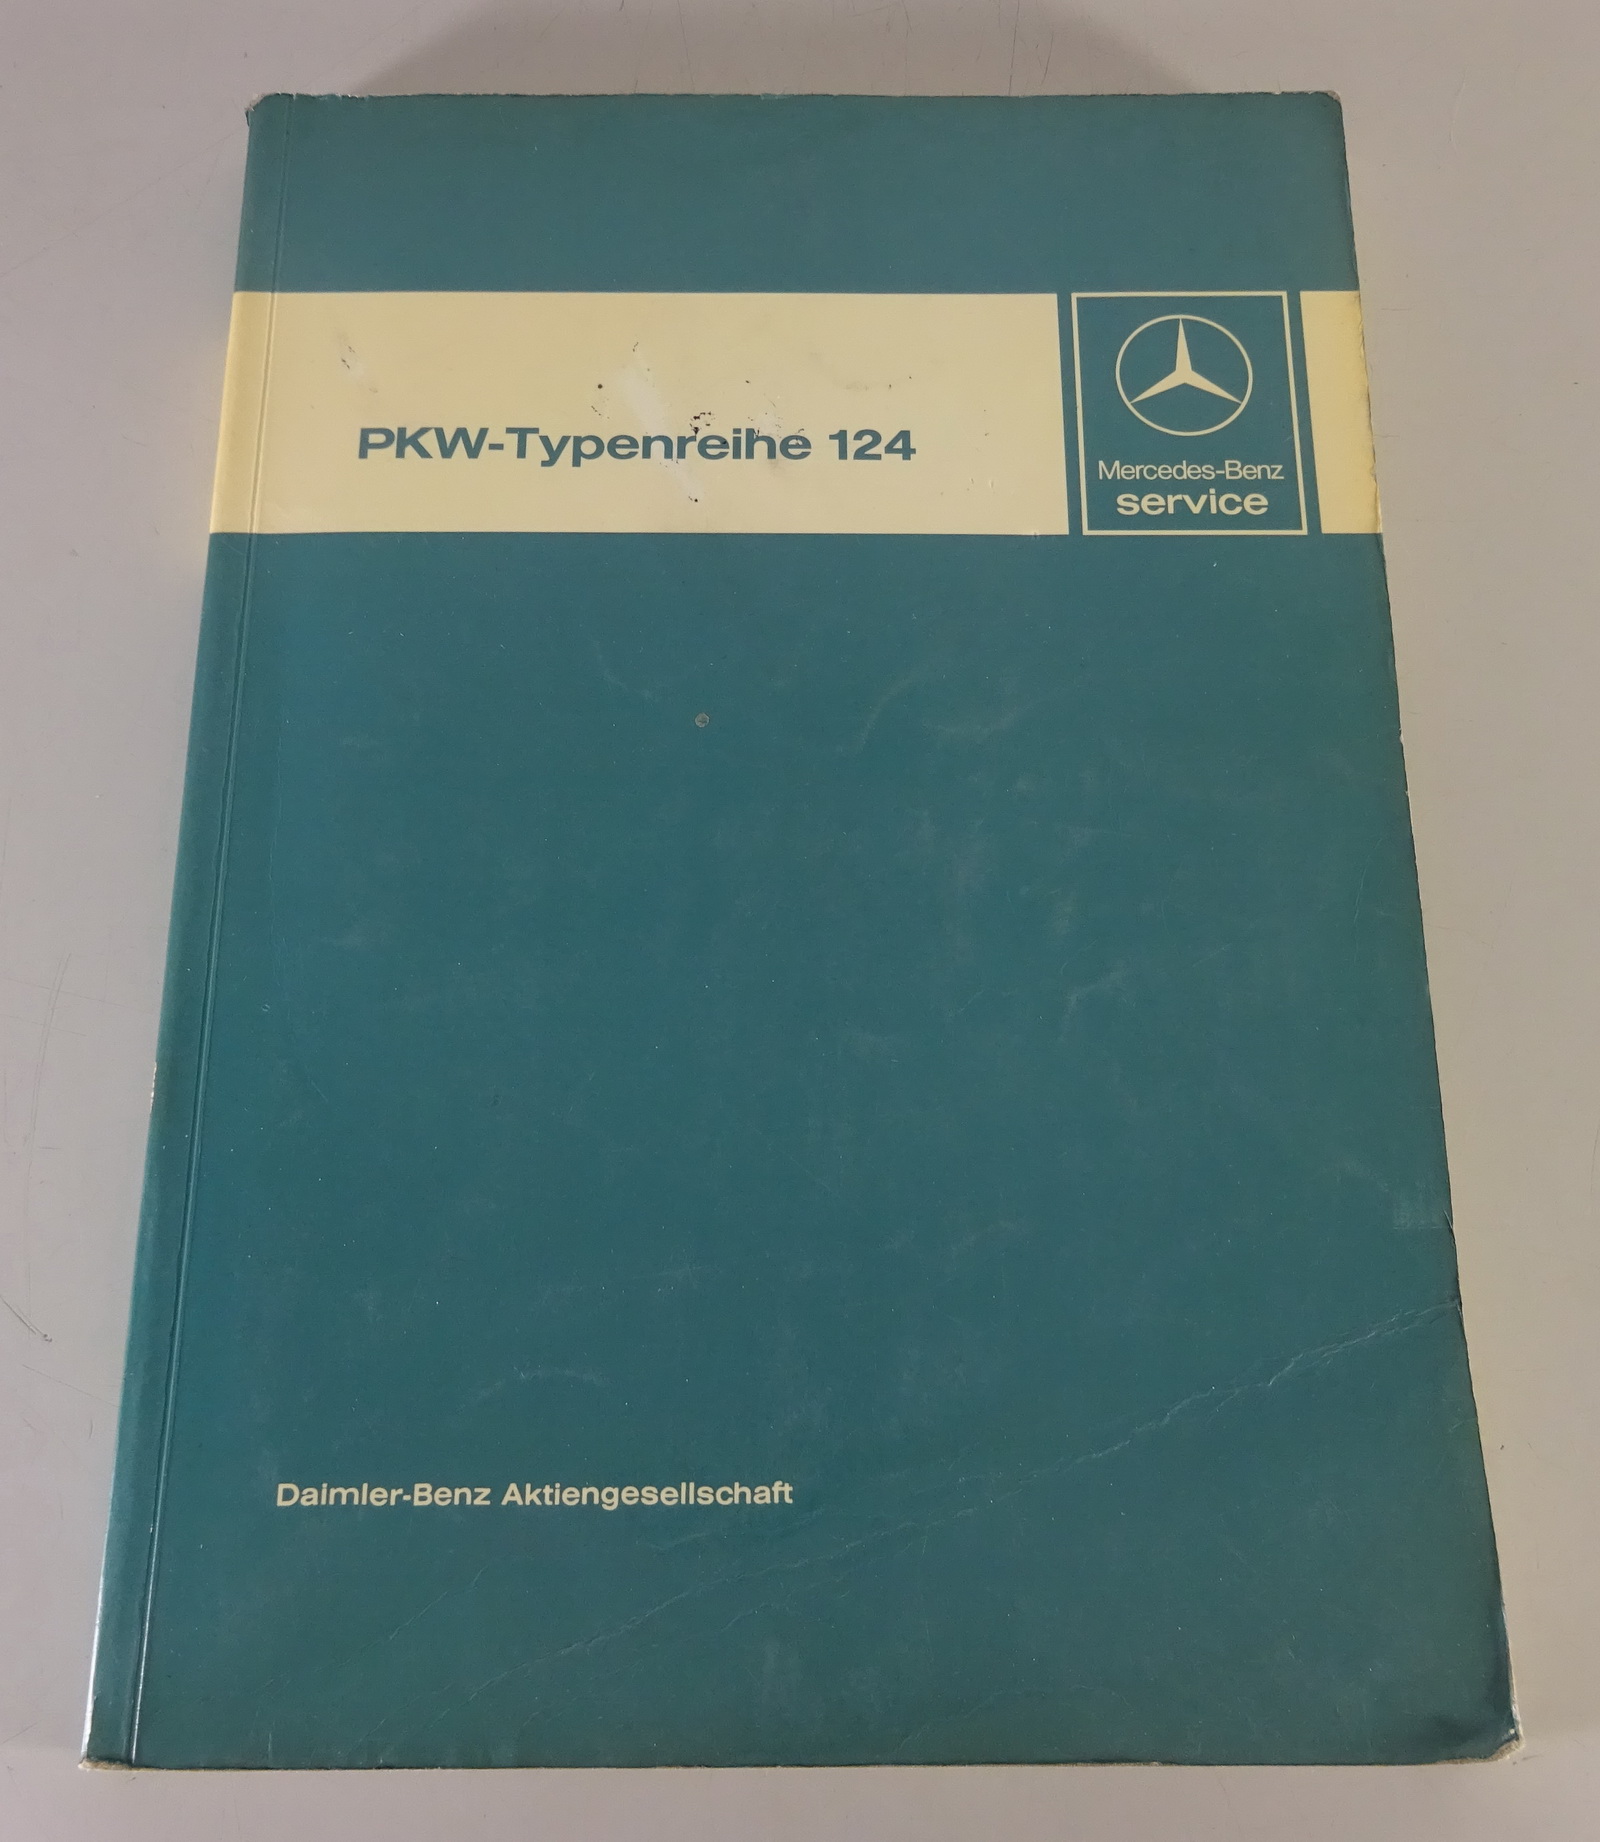 PKW-Typenreihe 124
Mercedes-Benz
service
Daimler-Benz Aktiengesellschaft